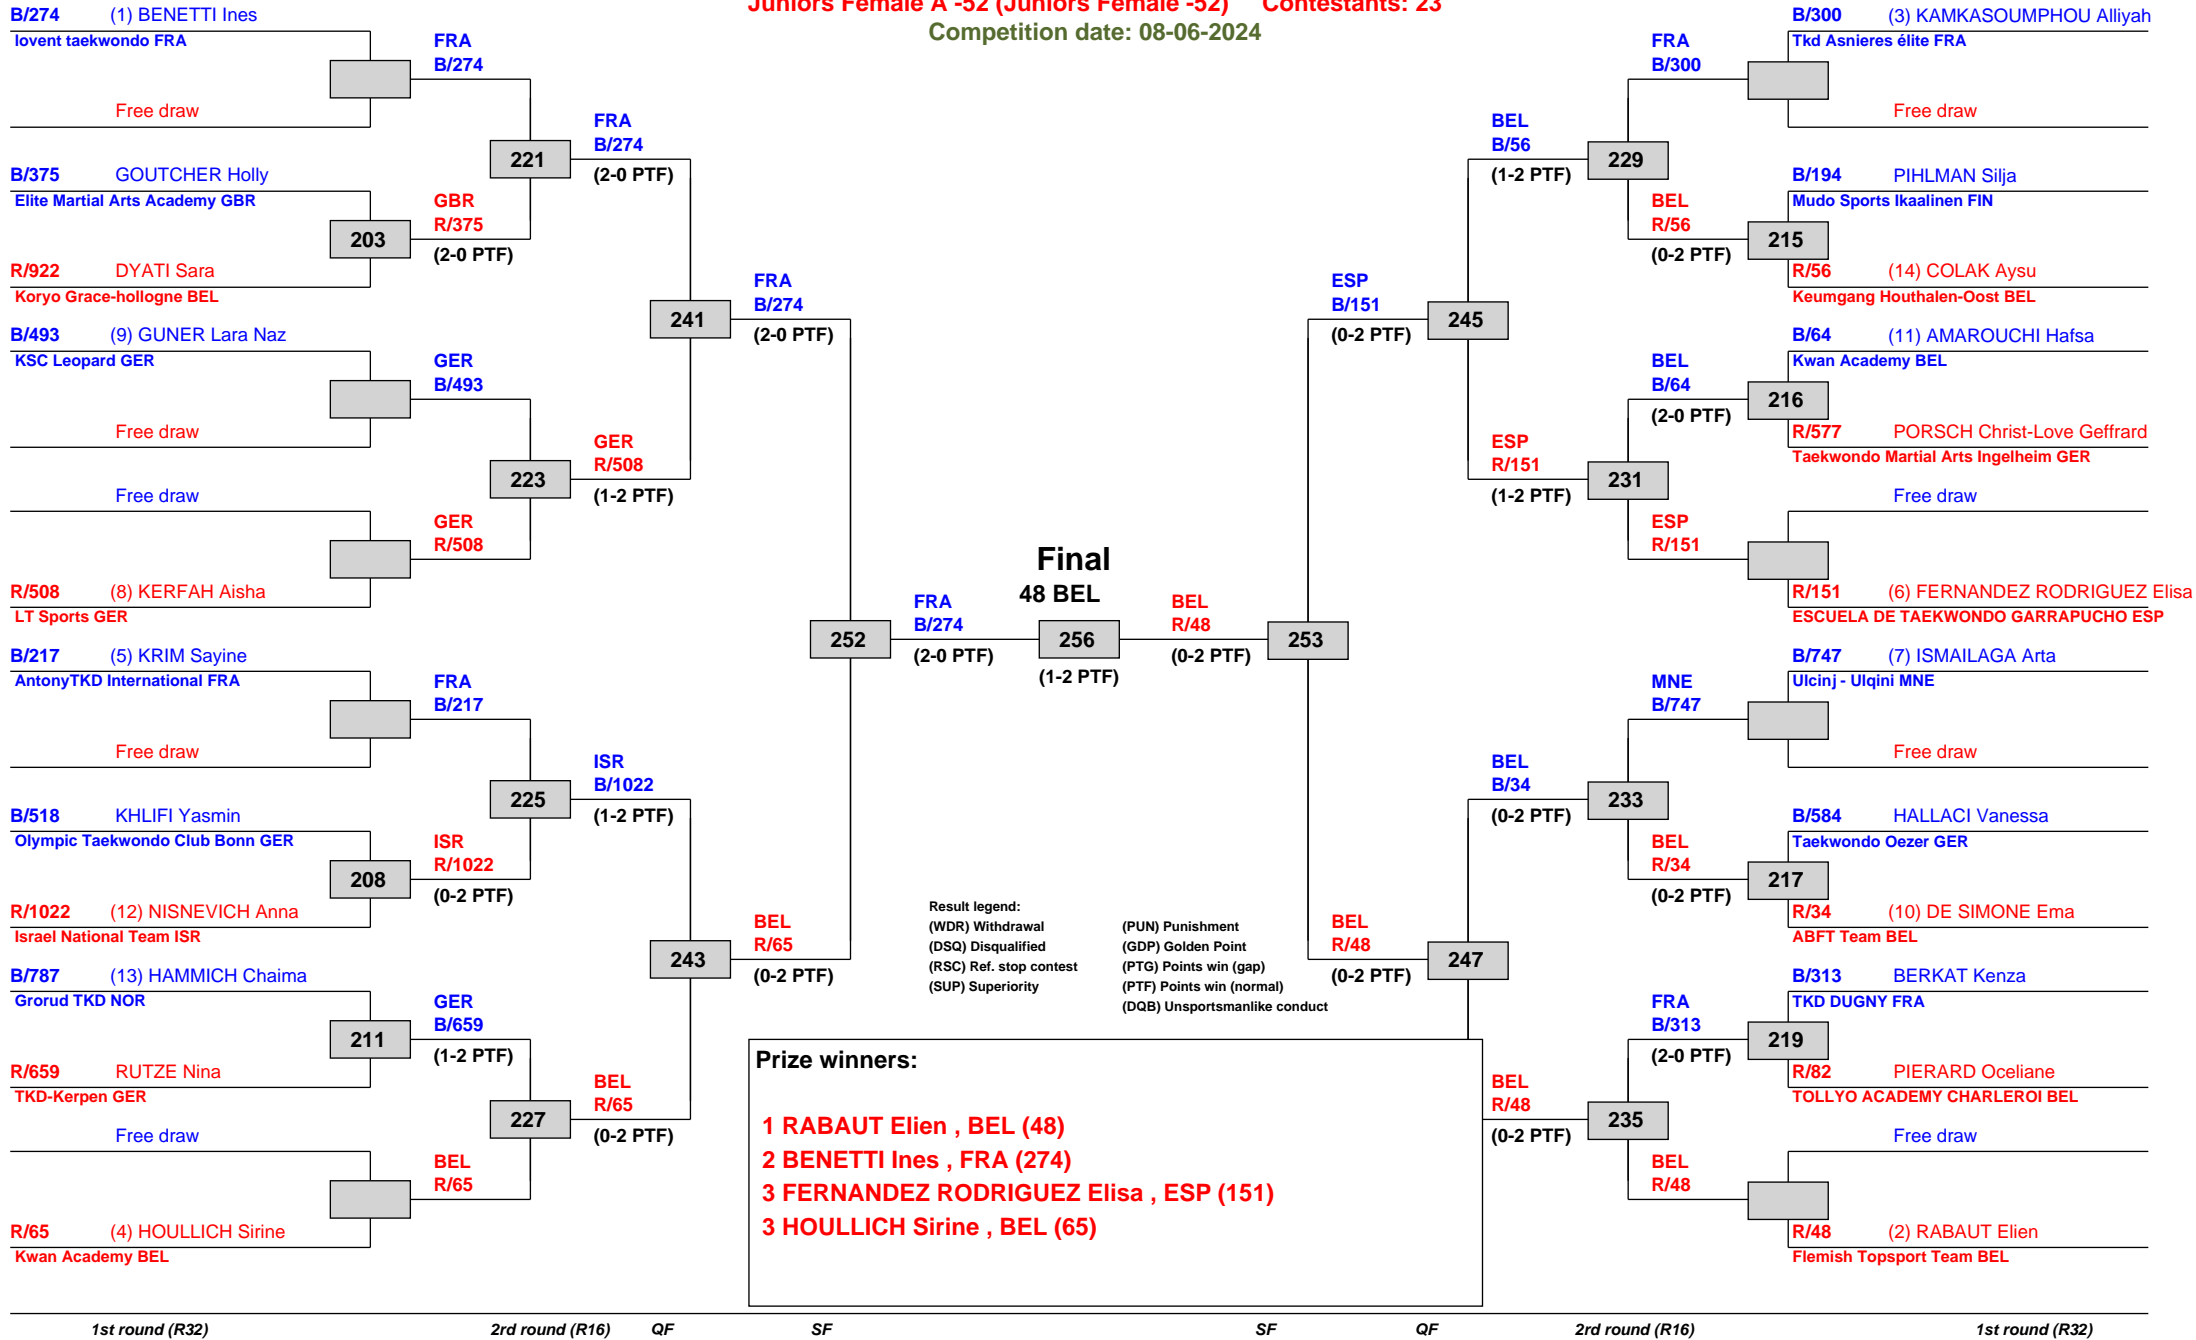 Juniors Female A -52 (Juniors Female -52) Contestants: 23
Competition date: 08-06-2024
B/274 (1) BENETTI Ines
lovent taekwondo FRA
Free draw
B/375 GOUTCHER Holly
Elite Martial Arts Academy GBR
203
R/922 DYATI Sara
Koryo Grace-hollogne BEL
B/493 (9) GUNER Lara Naz
KSC Leopard GER
Free draw
Free draw
R/508 (8) KERFAH Aisha
LT Sports GER
B/217 (5) KRIM Sayine
AntonyTKD International FRA
Free draw
B/518 KHLIFI Yasmin
Olympic Taekwondo Club Bonn GER
208
R/1022 (12) NISNEVICH Anna
Israel National Team ISR
B/787 (13) HAMMICH Chaima
Grorud TKD NOR
211
R/659 RUTZE Nina
TKD-Kerpen GER
Free draw
R/65 (4) HOULLICH Sirine
Kwan Academy BEL
FRA
B/274
221
GBR
R/375
(2-0 PTF)
GER
B/493
223
GER
R/508
FRA
B/217
225
ISR
R/1022
(0-2 PTF)
GER
B/659
(1-2 PTF)
227
BEL
R/65
FRA
B/274
(2-0 PTF)
241
GER
R/508
(1-2 PTF)
ISR
B/1022
(1-2 PTF)
243
BEL
R/65
(0-2 PTF)
FRA
B/274
(2-0 PTF)
252
BEL
R/65
(0-2 PTF)
FRA
B/274
(2-0 PTF)
Final
48 BEL
256
(1-2 PTF)
BEL
R/48
(0-2 PTF)
ESP
B/151
(0-2 PTF)
253
BEL
R/48
(0-2 PTF)
BEL
B/56
(1-2 PTF)
245
ESP
R/151
(1-2 PTF)
BEL
B/34
(0-2 PTF)
247
BEL
R/48
(0-2 PTF)
FRA
B/300
229
BEL
R/56
(0-2 PTF)
BEL
B/64
(2-0 PTF)
231
ESP
R/151
MNE
B/747
233
BEL
R/34
(0-2 PTF)
FRA
B/313
(2-0 PTF)
235
BEL
R/48
B/300 (3) KAMKASOUMPHOU Alliyah
Tkd Asnieres élite FRA
Free draw
B/194 PIHLMAN Silja
Mudo Sports Ikaalinen FIN
215
R/56 (14) COLAK Aysu
Keumgang Houthalen-Oost BEL
B/64 (11) AMAROUCHI Hafsa
Kwan Academy BEL
216
R/577 PORSCH Christ-Love Geffrard
Taekwondo Martial Arts Ingelheim GER
Free draw
R/151 (6) FERNANDEZ RODRIGUEZ Elisa
ESCUELA DE TAEKWONDO GARRAPUCHO ESP
B/747 (7) ISMAILAGA Arta
Ulcinj - Ulqini MNE
Free draw
B/584 HALLACI Vanessa
Taekwondo Oezer GER
217
R/34 (10) DE SIMONE Ema
ABFT Team BEL
B/313 BERKAT Kenza
TKD DUGNY FRA
219
R/82 PIERARD Oceliane
TOLLYO ACADEMY CHARLEROI BEL
Free draw
R/48 (2) RABAUT Elien
Flemish Topsport Team BEL
Result legend:
(WDR) Withdrawal (PUN) Punishment
(DSQ) Disqualified (GDP) Golden Point
(RSC) Ref. stop contest (PTG) Points win (gap)
(SUP) Superiority (PTF) Points win (normal)
(DQB) Unsportsmanlike conduct
Prize winners:
1 RABAUT Elien , BEL (48)
2 BENETTI Ines , FRA (274)
3 FERNANDEZ RODRIGUEZ Elisa , ESP (151)
3 HOULLICH Sirine , BEL (65)
1st round (R32) 2rd round (R16) QF SF SF QF 2rd round (R16) 1st round (R32)